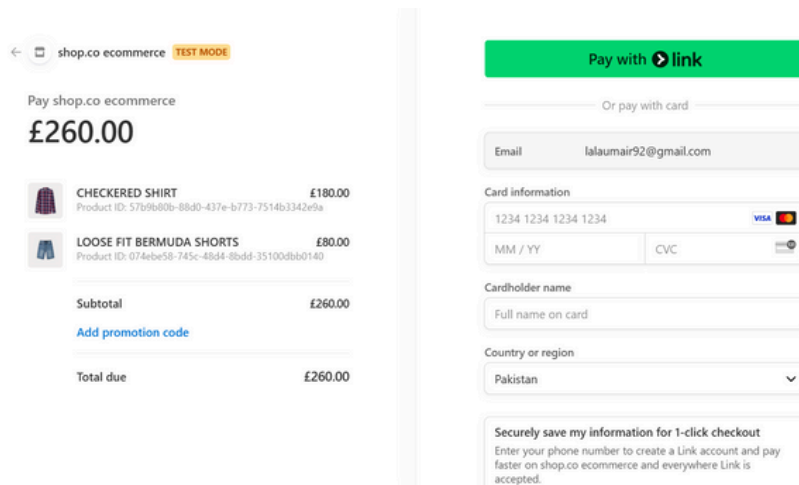 shop.co ecommerce TEST MODE
Pay shop.co ecommerce
£260.00
CHECKERED SHIRT £180.00
Product ID: 57b9b80b-88d0-437e-b773-7514b3342e9a
LOOSE FIT BERMUDA SHORTS £80.00
Product ID: 074ebe58-745c-48d4-8bdd-35100dbb0140
Subtotal £260.00
Add promotion code
Total due £260.00
Pay with link
Or pay with card
Email lalaumair92@gmail.com
Card information
1234 1234 1234 1234 VISA
MM / YY CVC
Cardholder name
Full name on card
Country or region
Pakistan
Securely save my information for 1-click checkout
Enter your phone number to create a Link account and pay
faster on shop.co ecommerce and everywhere Link is
accepted.